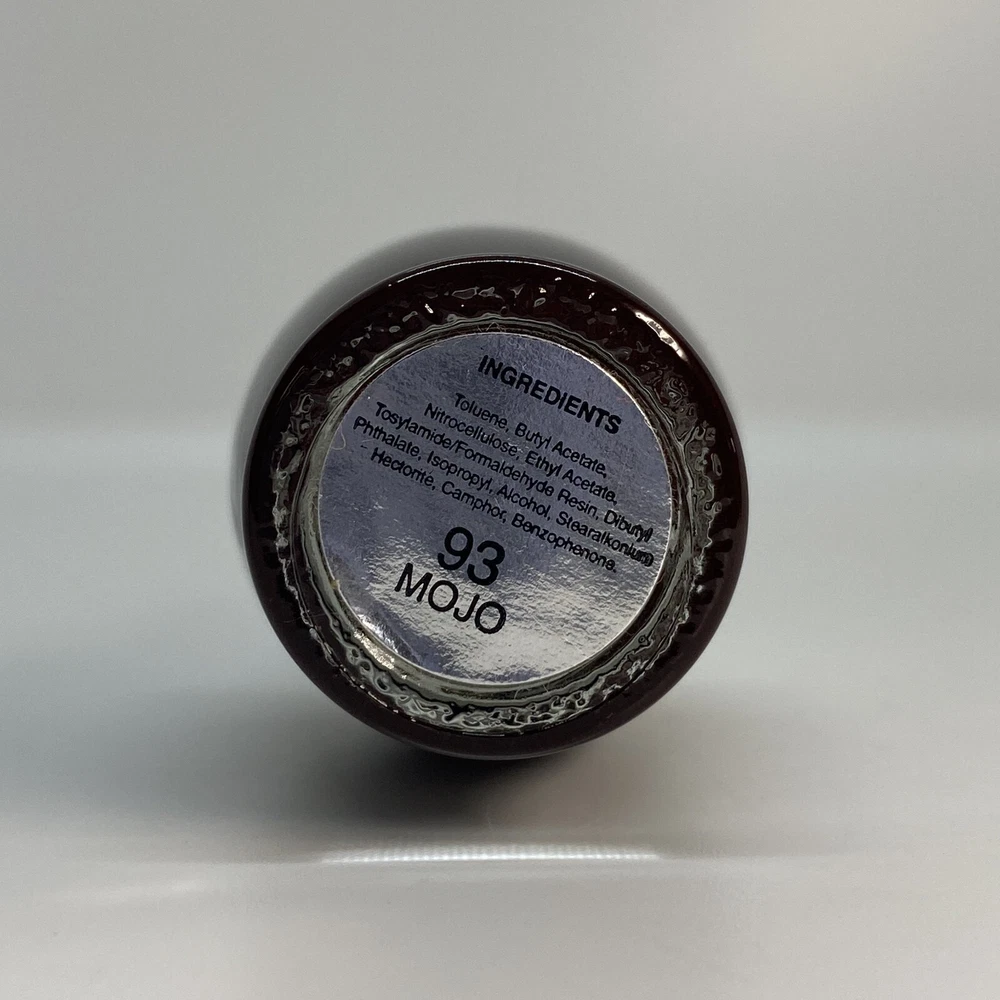 INGREDIENTS
Toluene, Butyl Acetate,
Nitrocellulose, Ethyl Acetate,
Tosylamide/Formaldehyde Resin, Dibutyl
Phthalate, Isopropyl, Alcohol, Stearalkonium
Hectorite, Camphor, Benzophenone.
93
MOJO